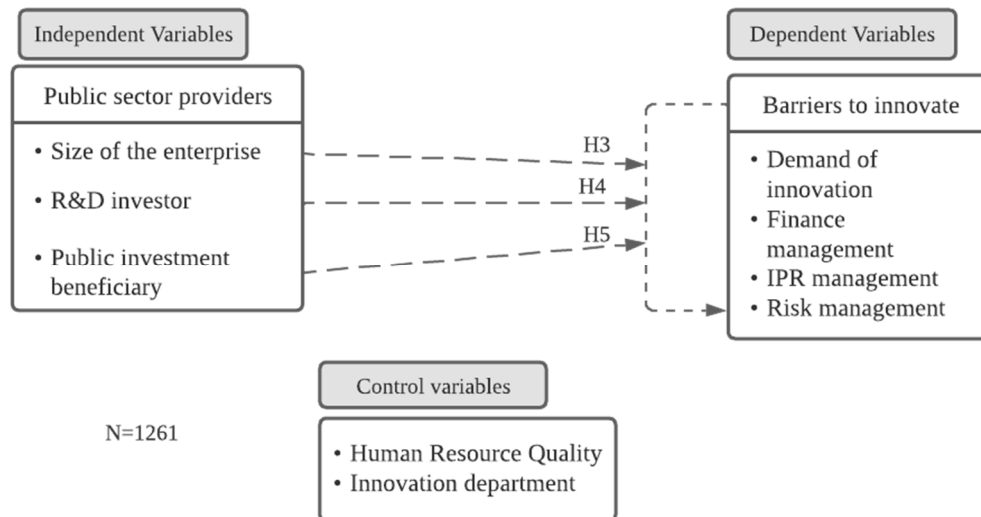 Independent Variables
Public sector providers
• Size of the enterprise
• R&D investor
• Public investment
beneficiary
H3
H4
H5
Dependent Variables
Barriers to innovate
• Demand of
innovation
• Finance
management
• IPR management
• Risk management
Control variables
• Human Resource Quality
• Innovation department
N=1261